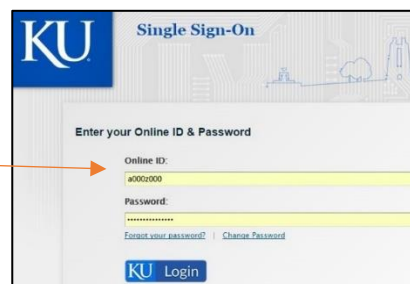 KU
Single Sign-On
Enter your Online ID & Password
Online ID:
a000z000
Password:
•••••••••••••••
Forgot your password? | Change Password
KU Login